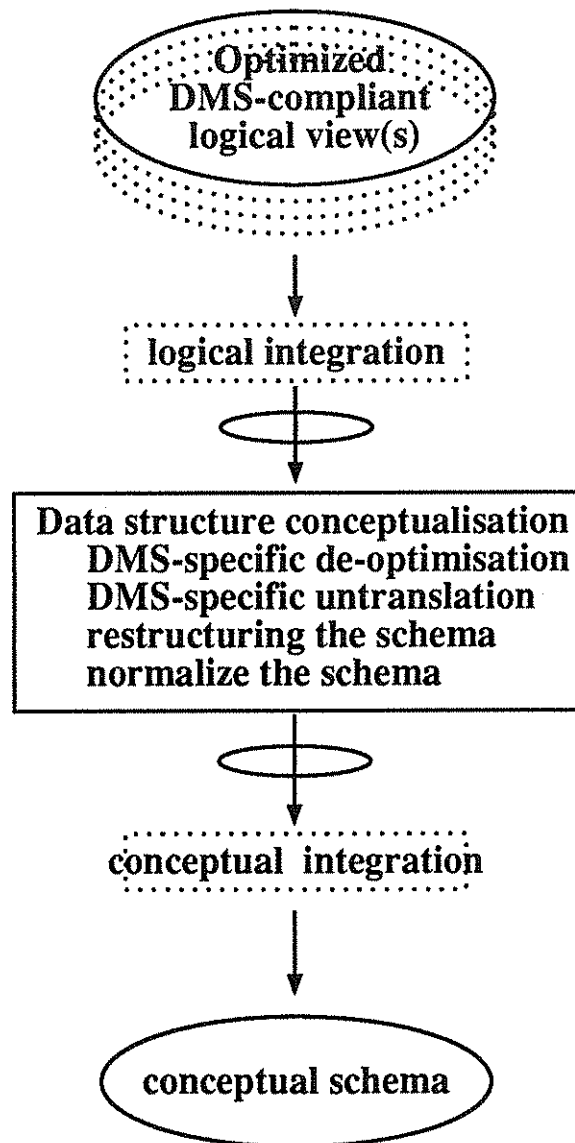 Optimized
DMS-compliant
logical view(s)
logical integration
Data structure conceptualisation
DMS-specific de-optimisation
DMS-specific untranslation
restructuring the schema
normalize the schema
conceptual integration
conceptual schema